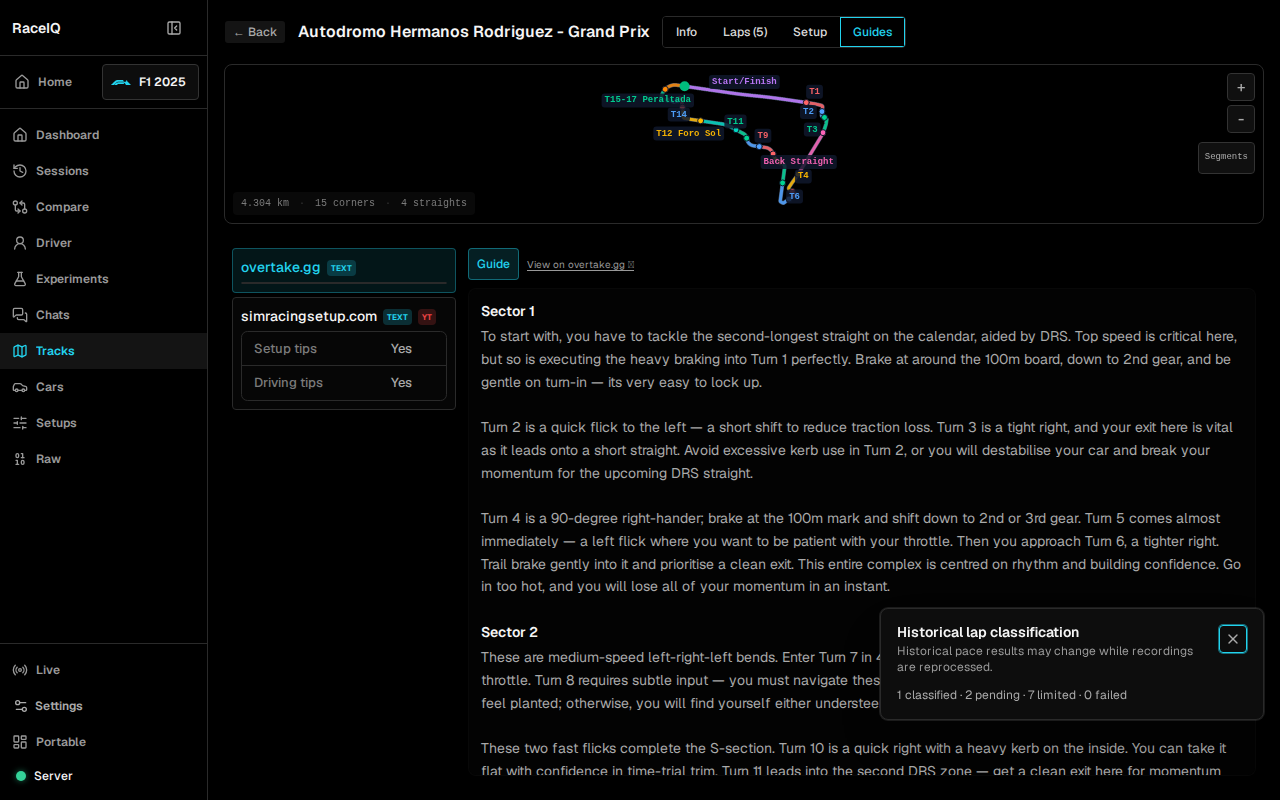 RaceIQ
Home
F1 2025
Dashboard
Sessions
Compare
Driver
Experiments
Chats
Tracks
Cars
Setups
Raw
Live
Settings
Portable
Server
← Back
Autodromo Hermanos Rodriguez - Grand Prix
Info
Laps (5)
Setup
Guides
Start/Finish
T1
T15-17 Peraltada
T2
T14
T11
T3
T12 Foro Sol
T9
Back Straight
T4
T6
+
-
Segments
4.304 km · 15 corners · 4 straights
overtake.gg TEXT
simracingsetup.com TEXT YT
Setup tips Yes
Driving tips Yes
Guide
View on overtake.gg
Sector 1
To start with, you have to tackle the second-longest straight on the calendar, aided by DRS. Top speed is critical here,
but so is executing the heavy braking into Turn 1 perfectly. Brake at around the 100m board, down to 2nd gear, and be
gentle on turn-in — its very easy to lock up.
Turn 2 is a quick flick to the left — a short shift to reduce traction loss. Turn 3 is a tight right, and your exit here is vital
as it leads onto a short straight. Avoid excessive kerb use in Turn 2, or you will destabilise your car and break your
momentum for the upcoming DRS straight.
Turn 4 is a 90-degree right-hander; brake at the 100m mark and shift down to 2nd or 3rd gear. Turn 5 comes almost
immediately — a left flick where you want to be patient with your throttle. Then you approach Turn 6, a tighter right.
Trail brake gently into it and prioritise a clean exit. This entire complex is centred on rhythm and building confidence. Go
in too hot, and you will lose all of your momentum in an instant.
Sector 2
These are medium-speed left-right-left bends. Enter Turn 7 in 4
throttle. Turn 8 requires subtle input — you must navigate thes
feel planted; otherwise, you will find yourself either understee
These two fast flicks complete the S-section. Turn 10 is a quick right with a heavy kerb on the inside. You can take it
flat with confidence in time-trial trim. Turn 11 leads into the second DRS zone — get a clean exit here for momentum
Historical lap classification
Historical pace results may change while recordings
are reprocessed.
1 classified · 2 pending · 7 limited · 0 failed